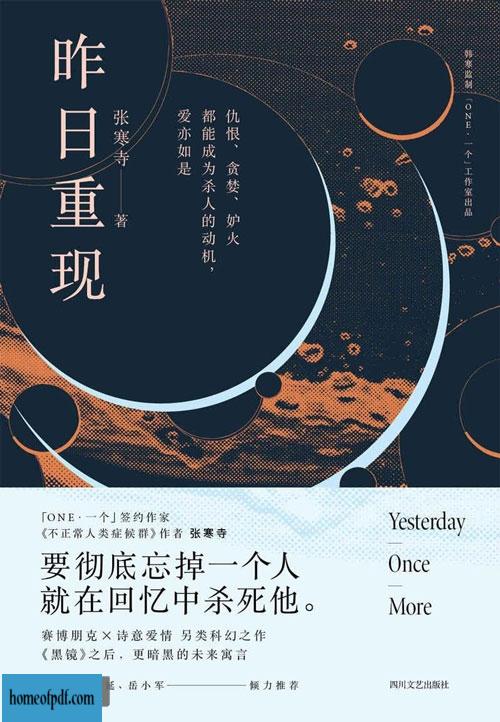 昨日重现
张寒寺——著
仇恨、贪婪、妒火
都能成为杀人的动机，
爱亦如是
韩寒监制「ONE·一个」工作室出品
「ONE·一个」签约作家
《不正常人类症候群》作者 张寒寺
要彻底忘掉一个人
就在回忆中杀死他。
赛博朋克×诗意爱情 另类科幻之作
《黑镜》之后，更暗黑的未来寓言
延、岳小军——倾力推荐
Yesterday
Once
More
四川文艺出版社
homeofpdf.com